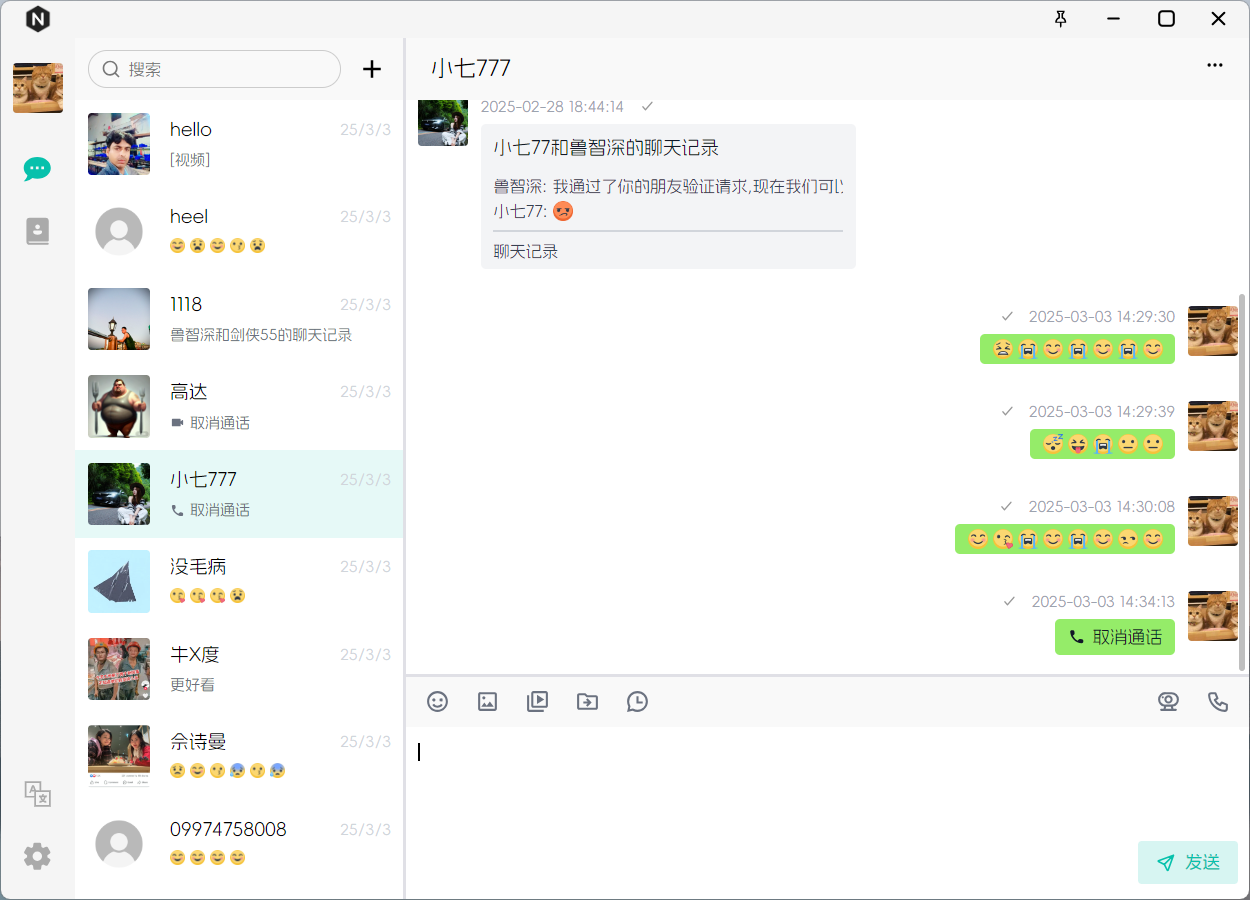 N
搜索
小七777
hello
25/3/3
[视频]
heel
25/3/3
1118
25/3/3
鲁智深和剑侠55的聊天记录
高达
25/3/3
取消通话
小七777
25/3/3
取消通话
没毛病
25/3/3
牛X度
25/3/3
更好看
佘诗曼
25/3/3
09974758008
25/3/3
2025-02-28 18:44:14
小七77和鲁智深的聊天记录
鲁智深: 我通过了你的朋友验证请求,现在我们可以
小七77:
聊天记录
2025-03-03 14:29:30
2025-03-03 14:29:39
2025-03-03 14:30:08
2025-03-03 14:34:13
取消通话
发送